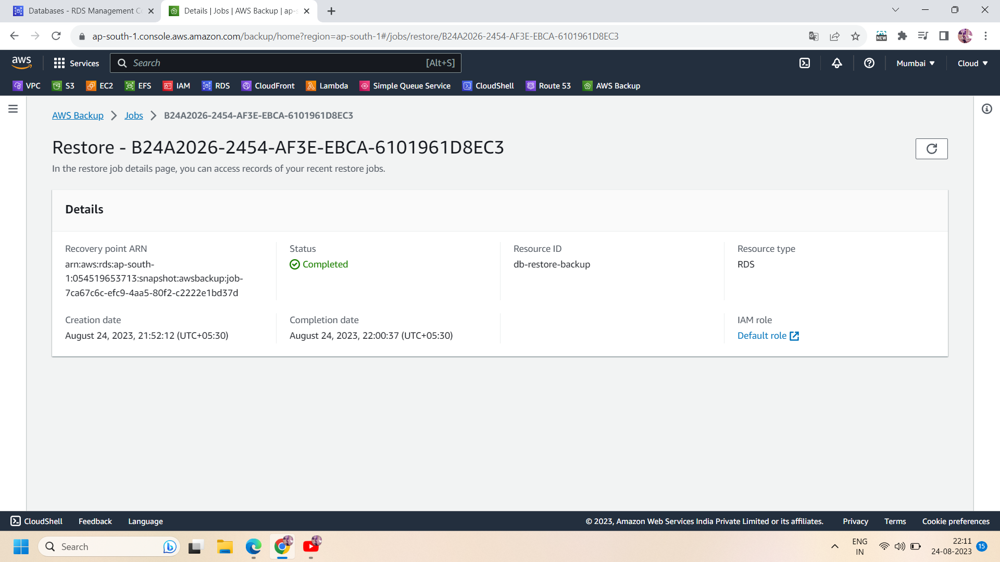 Databases - RDS Management C
Details | Jobs | AWS Backup | ap-s
ap-south-1.console.aws.amazon.com/backup/home?region=ap-south-1#/jobs/restore/B24A2026-2454-AF3E-EBCA-6101961D8EC3
NEW
aws
Services
Search
[Alt+S]
Mumbai
Cloud
VPC
S3
EC2
EFS
IAM
RDS
CloudFront
Lambda
Simple Queue Service
CloudShell
Route 53
AWS Backup
AWS Backup
Jobs
B24A2026-2454-AF3E-EBCA-6101961D8EC3
Restore - B24A2026-2454-AF3E-EBCA-6101961D8EC3
In the restore job details page, you can access records of your recent restore jobs.
Details
Recovery point ARN
arn:aws:rds:ap-south-
1:054519653713:snapshot:awsbackup:job-
7ca67c6c-efc9-4aa5-80f2-c2222e1bd37d
Status
Completed
Resource ID
db-restore-backup
Resource type
RDS
Creation date
August 24, 2023, 21:52:12 (UTC+05:30)
Completion date
August 24, 2023, 22:00:37 (UTC+05:30)
IAM role
Default role
CloudShell
Feedback
Language
© 2023, Amazon Web Services India Private Limited or its affiliates.
Privacy
Terms
Cookie preferences
Search
ENG
IN
22:11
24-08-2023
15